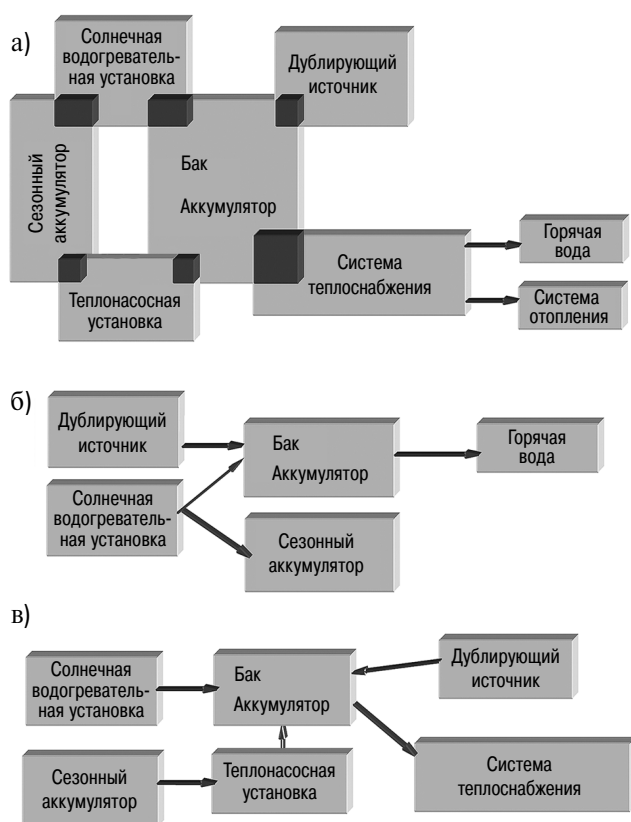 а)
Солнечная
водогреватель-
ная установка
Дублирующий
источник
Сезонный
аккумулятор
Бак
Аккумулятор
Теплонасосная
установка
Система
теплоснабжения
Горячая
вода
Система
отопления
б)
Дублирующий
источник
Бак
Аккумулятор
Горячая
вода
Солнечная
водогреватель-
ная установка
Сезонный
аккумулятор
в)
Солнечная
водогреватель-
ная установка
Бак
Аккумулятор
Дублирующий
источник
Сезонный
аккумулятор
Теплонасосная
установка
Система
теплоснабжения